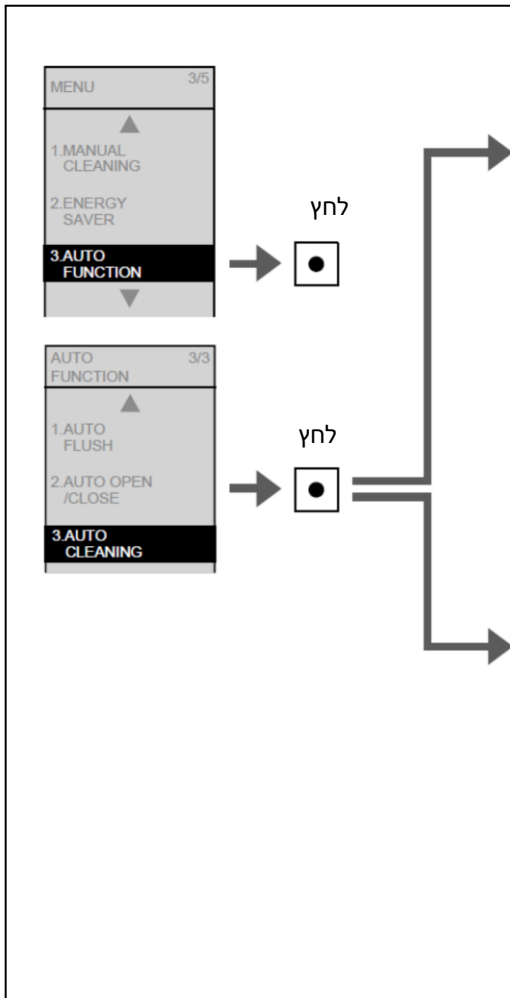 MENU 3/5
1.MANUAL
CLEANING
2.ENERGY
SAVER
3.AUTO
FUNCTION
לחץ
AUTO 3/3
FUNCTION
1.AUTO
FLUSH
2.AUTO OPEN
/CLOSE
3.AUTO
CLEANING
לחץ